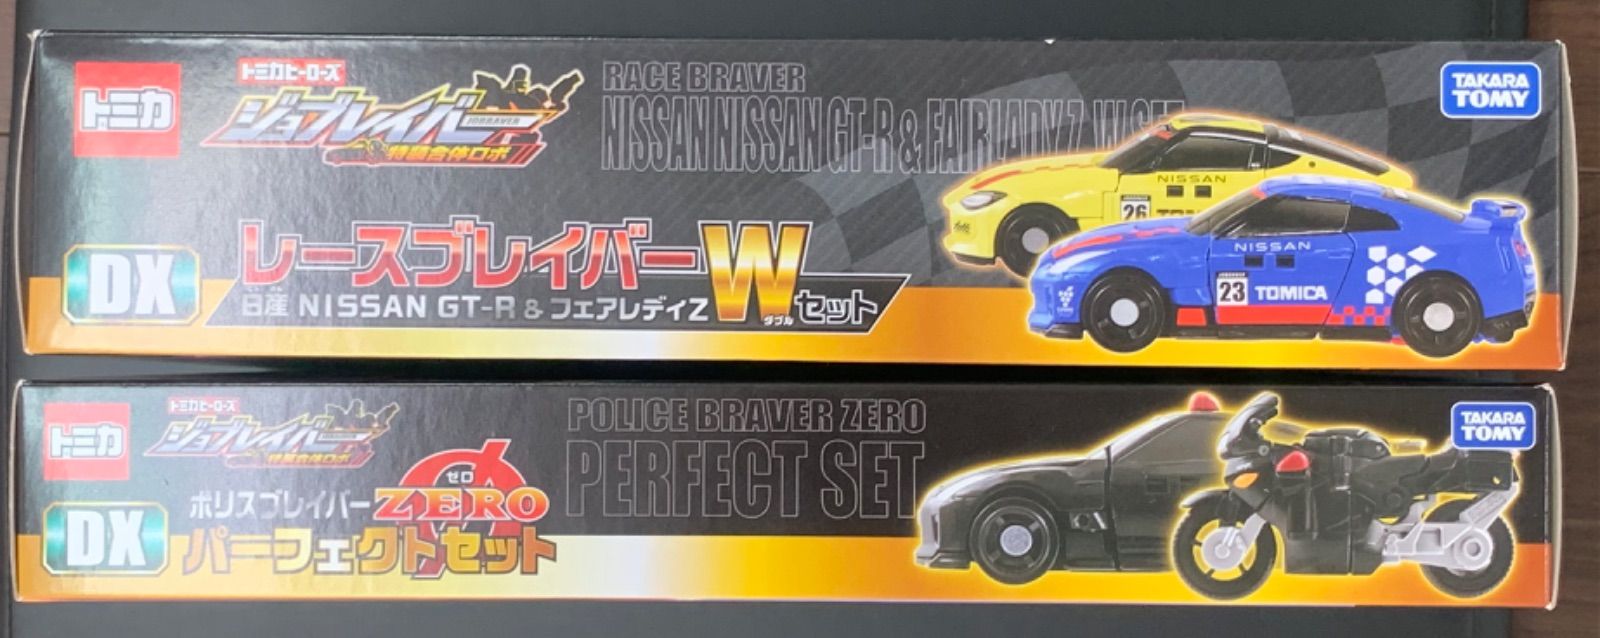 トミカ
トミカヒーローズ
ジョブレイバー
JOBRAVER
特装合体ロボ
RACE BRAVER
NISSAN NISSAN GT-R & FAIRLADY Z W SET
TAKARA
TOMY
DX
レースブレイバー W セット
ダブル
日産 NISSAN GT-R & フェアレディZ
NISSAN
26
NISSAN
23 TOMICA
トミカ
トミカヒーローズ
ジョブレイバー
特装合体ロボ
POLICE BRAVER ZERO
PERFECT SET
TAKARA
TOMY
DX
ゼロ
ポリスブレイバー ZERO
パーフェクトセット